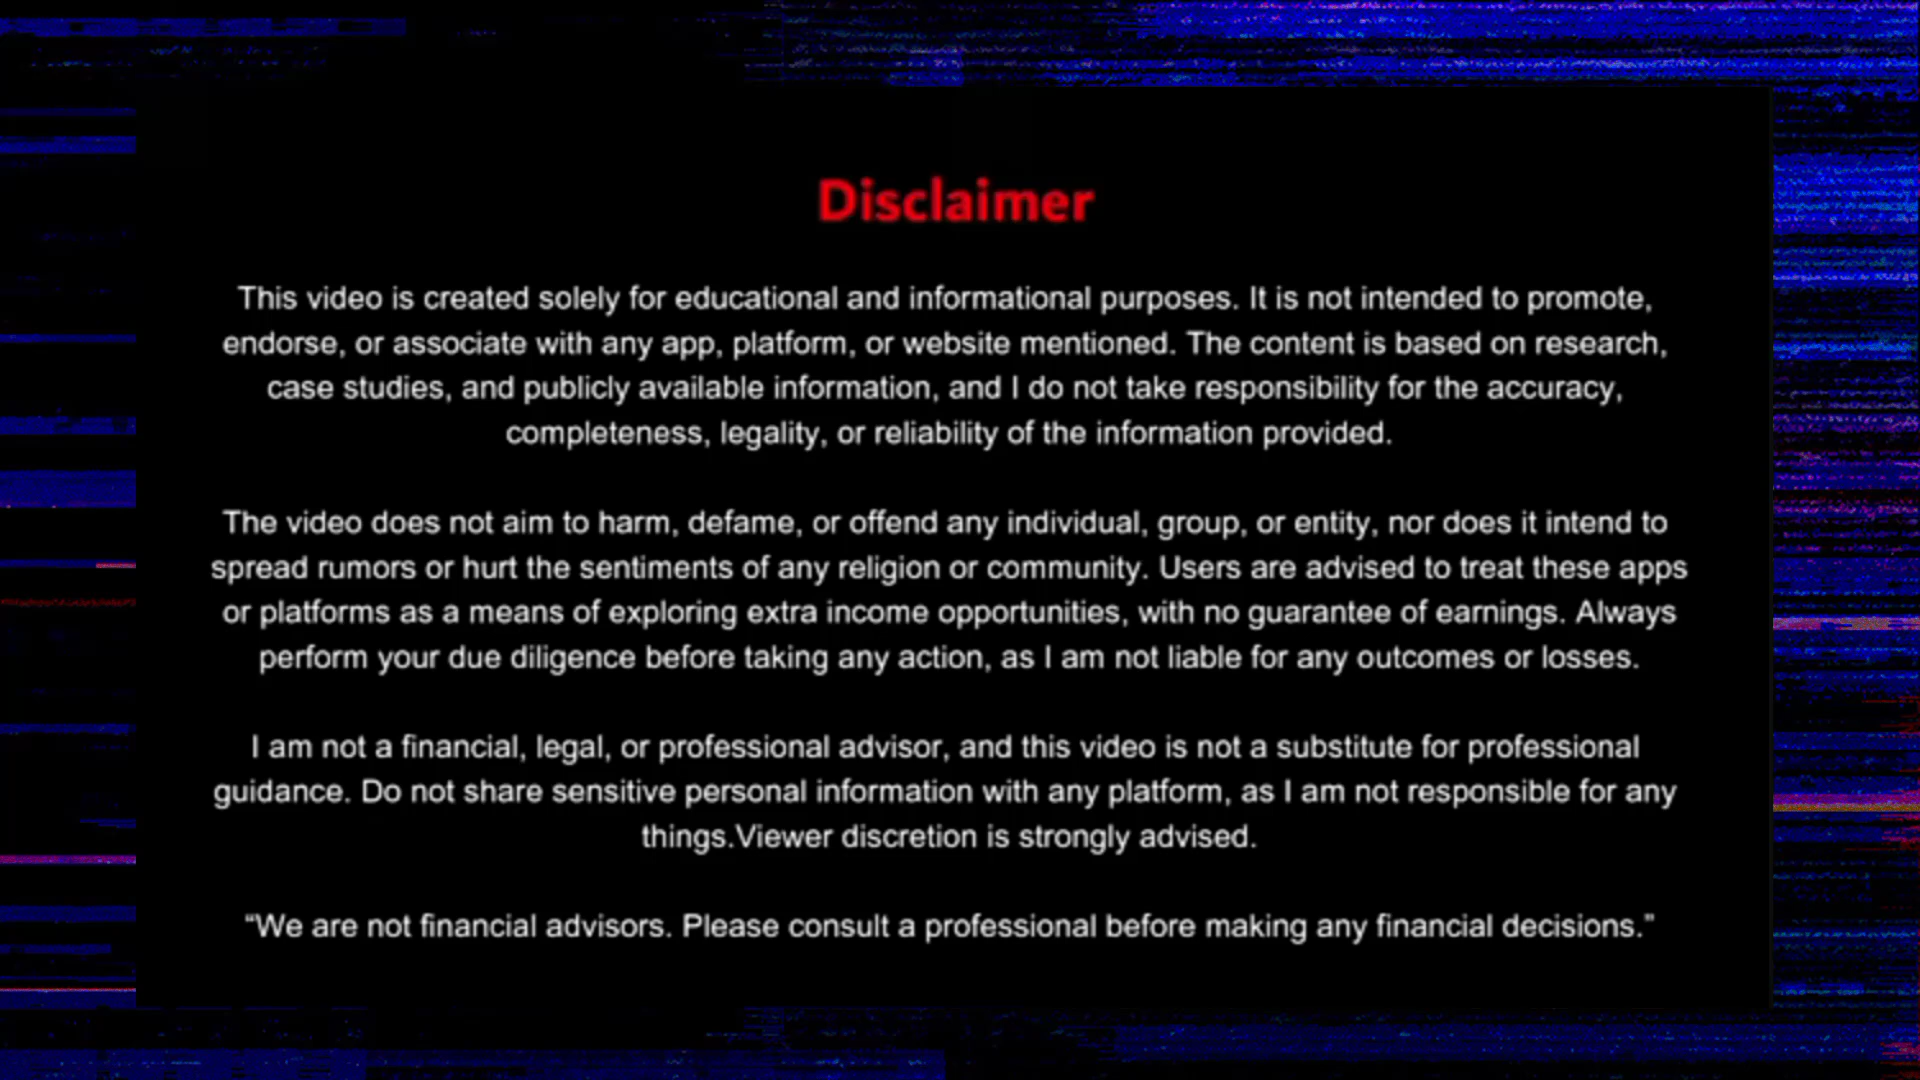 Disclaimer
This video is created solely for educational and informational purposes. It is not intended to promote,
endorse, or associate with any app, platform, or website mentioned. The content is based on research,
case studies, and publicly available information, and I do not take responsibility for the accuracy,
completeness, legality, or reliability of the information provided.
The video does not aim to harm, defame, or offend any individual, group, or entity, nor does it intend to
spread rumors or hurt the sentiments of any religion or community. Users are advised to treat these apps
or platforms as a means of exploring extra income opportunities, with no guarantee of earnings. Always
perform your due diligence before taking any action, as I am not liable for any outcomes or losses.
I am not a financial, legal, or professional advisor, and this video is not a substitute for professional
guidance. Do not share sensitive personal information with any platform, as I am not responsible for any
things.Viewer discretion is strongly advised.
“We are not financial advisors. Please consult a professional before making any financial decisions.”